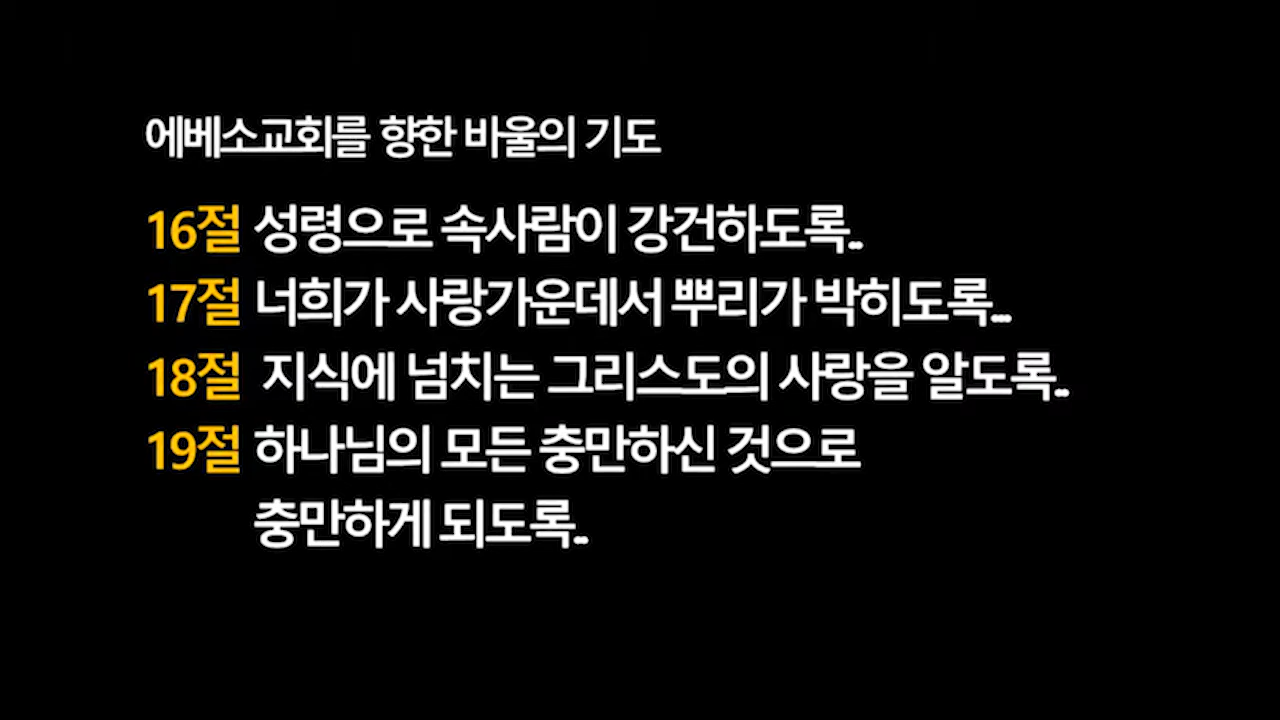 에베소교회를 향한 바울의 기도
16절 성령으로 속사람이 강건하도록..
17절 너희가 사랑가운데서 뿌리가 박히도록...
18절 지식에 넘치는 그리스도의 사랑을 알도록..
19절 하나님의 모든 충만하신 것으로
충만하게 되도록..